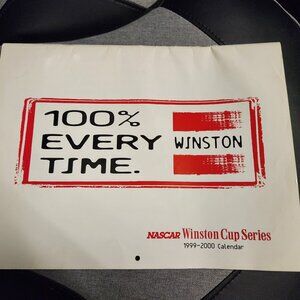 100%
EVERY
TIME.
WINSTON
NASCAR Winston Cup Series
1999-2000 Calendar